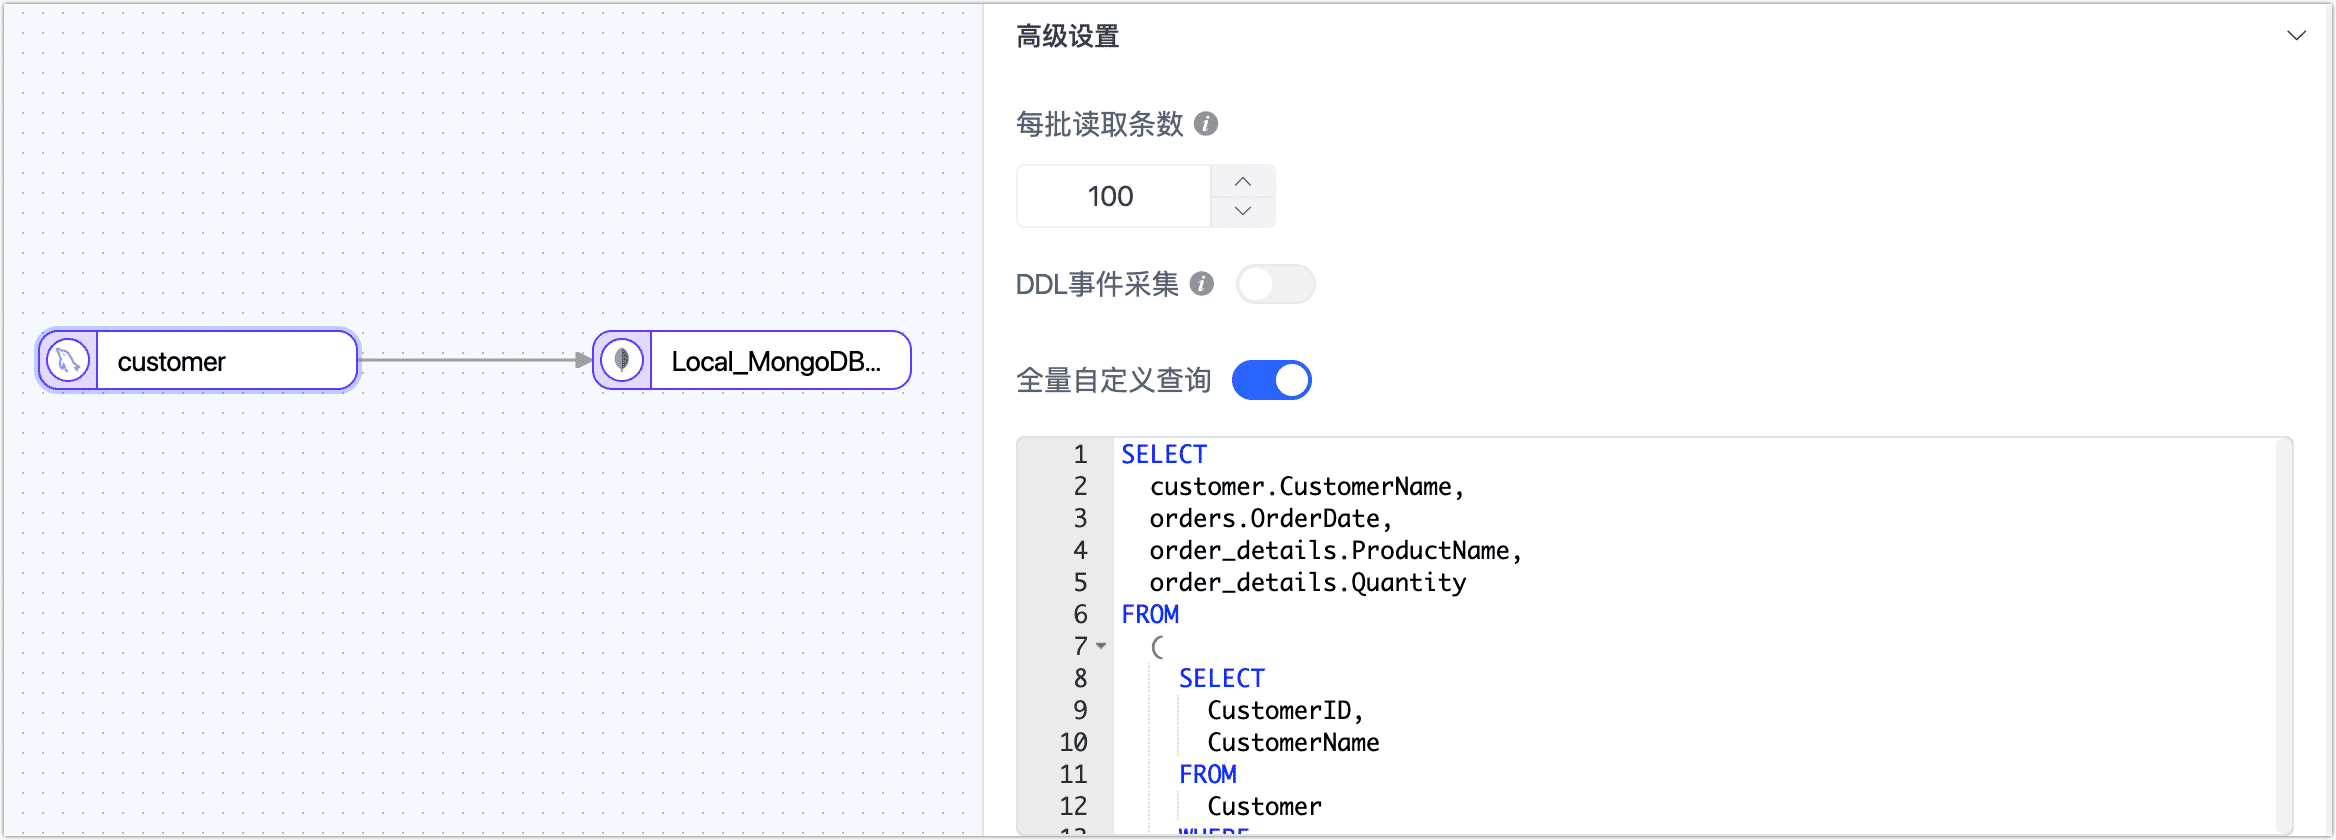 customer
Local_MongoDB...
高级设置
每批读取条数
100
DDL事件采集
全量自定义查询
1 SELECT
2 customer.CustomerName,
3 orders.OrderDate,
4 order_details.ProductName,
5 order_details.Quantity
6 FROM
7 (
8 SELECT
9 CustomerID,
10 CustomerName
11 FROM
12 Customer
13 WHERE